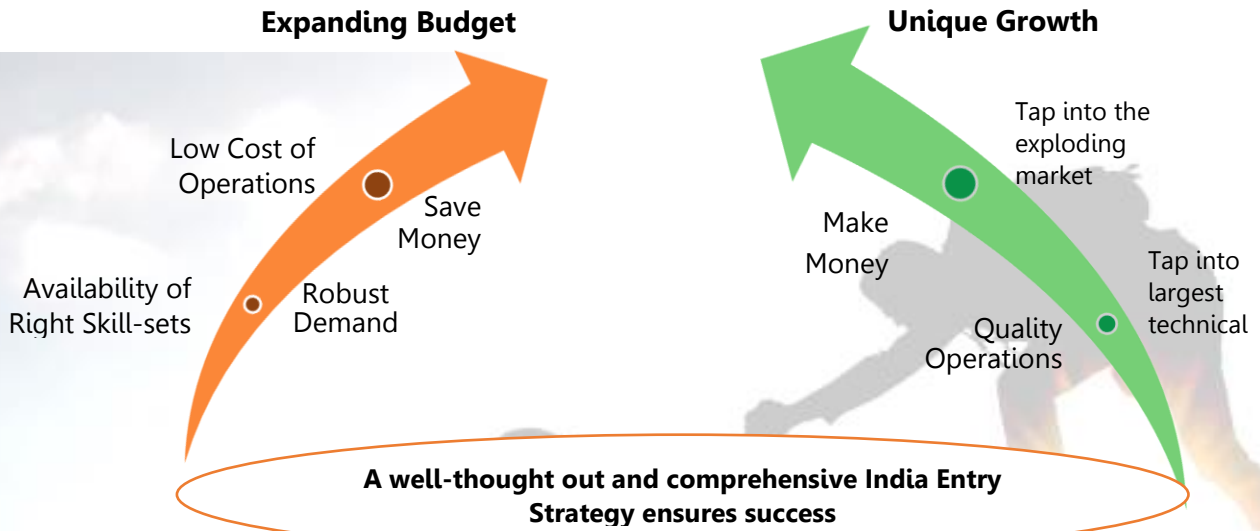 Expanding Budget
Unique Growth
Low Cost of
Operations
Save
Money
Availability of
Right Skill-sets
Robust
Demand
Tap into the
exploding
market
Make
Money
Tap into
largest
technical
Quality
Operations
A well-thought out and comprehensive India Entry
Strategy ensures success